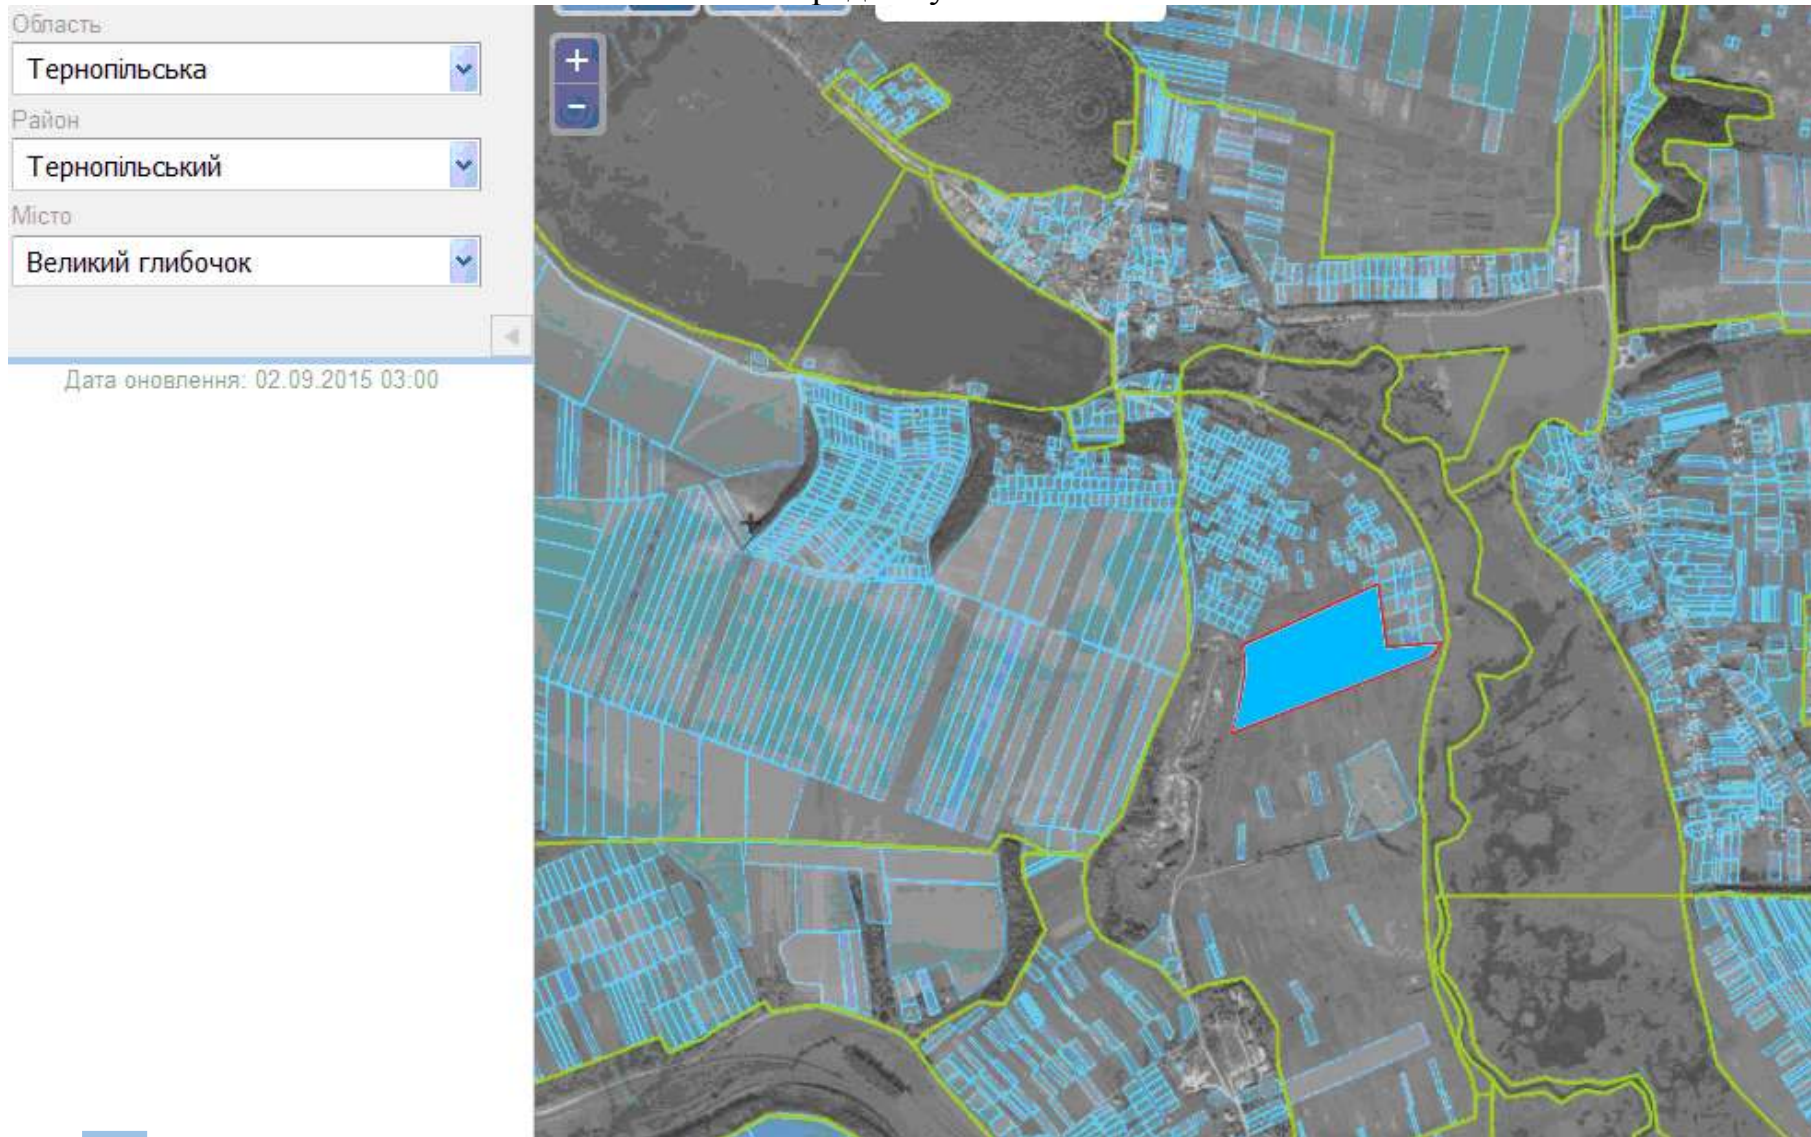 Область
Тернопільська
Район
Тернопільський
Місто
Великий глибочок
Дата оновлення: 02.09.2015 03:00
+
−